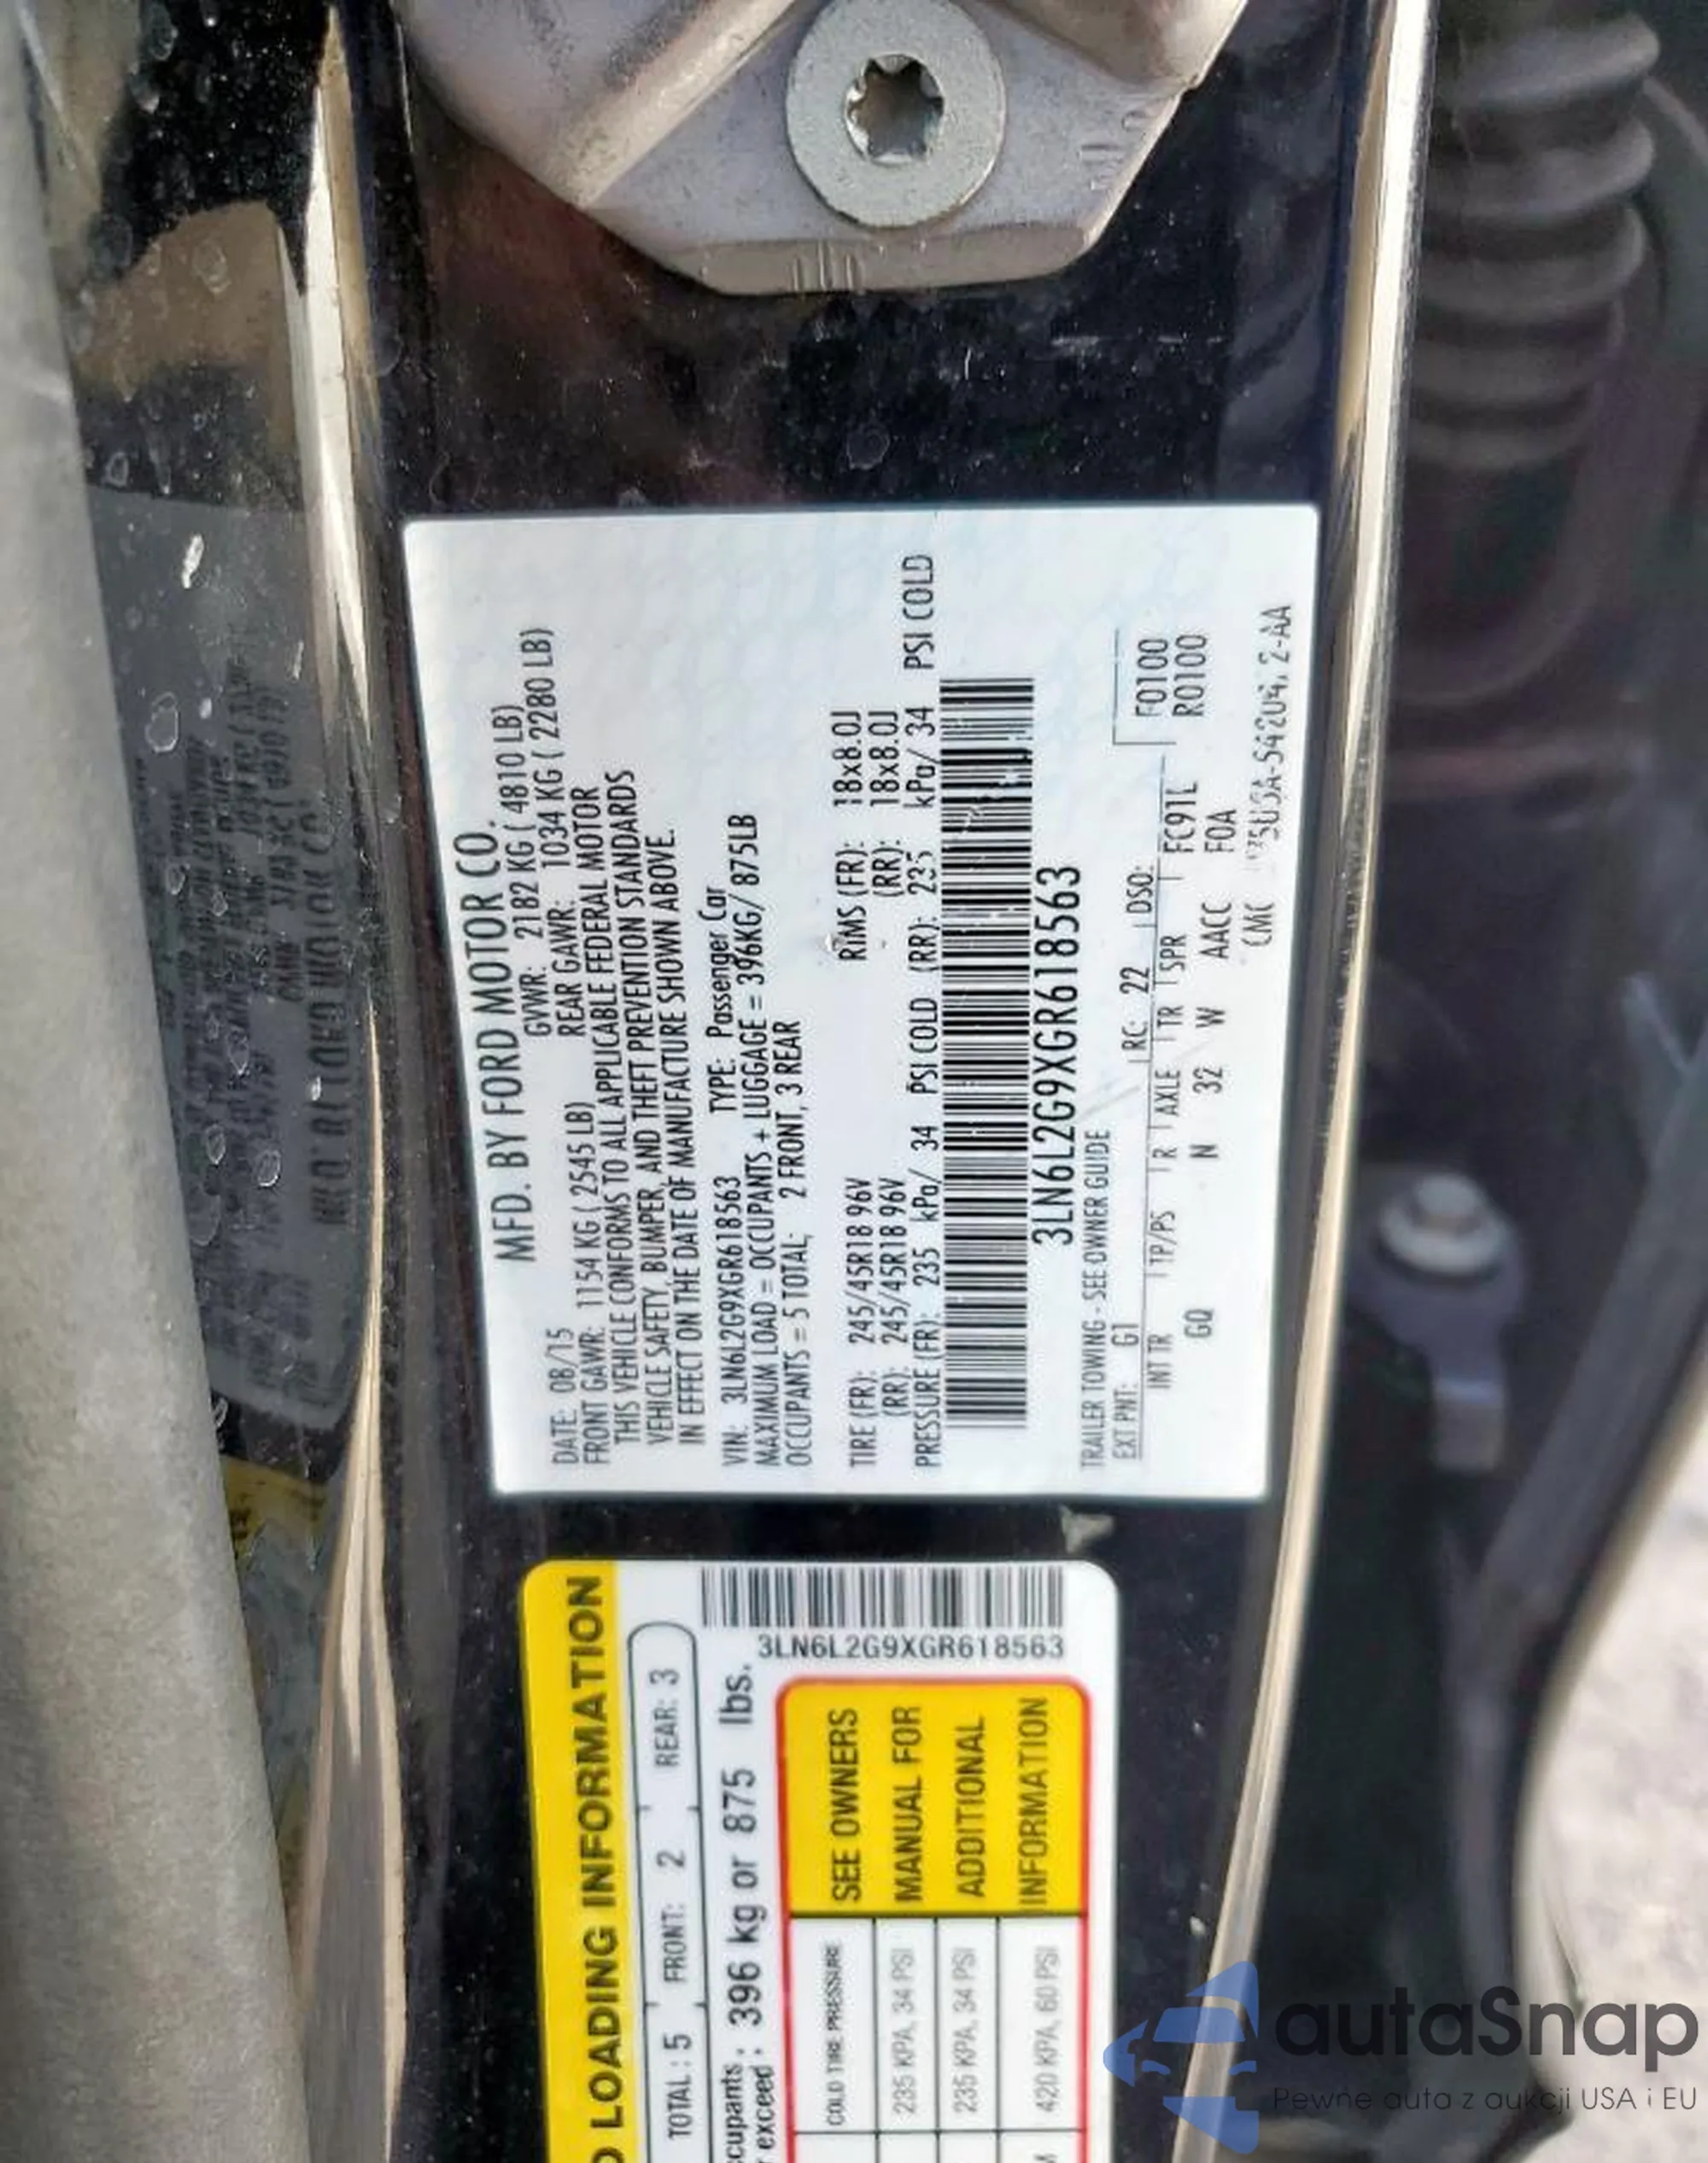 MFD. BY FORD MOTOR CO.
DATE: 08/15 GVWR: 2182 KG ( 4810 LB)
FRONT GAWR: 1154 KG ( 2545 LB) REAR GAWR: 1034 KG ( 2280 LB)
THIS VEHICLE CONFORMS TO ALL APPLICABLE FEDERAL MOTOR
VEHICLE SAFETY, BUMPER, AND THEFT PREVENTION STANDARDS
IN EFFECT ON THE DATE OF MANUFACTURE SHOWN ABOVE.
VIN: 3LN6L2G9XGR618563 TYPE: Passenger Car
MAXIMUM LOAD = OCCUPANTS + LUGGAGE = 396KG/ 875LB
OCCUPANTS = 5 TOTAL; 2 FRONT, 3 REAR
TIRE (FR): 245/45R18 96V RIMS (FR): 18x8.0J
(RR): 245/45R18 96V (RR): 18x8.0J
PRESSURE (FR): 235 kPa/ 34 PSI COLD (RR): 235 kPa/ 34 PSI COLD
3LN6L2G9XGR618563
TRAILER TOWING - SEE OWNER GUIDE
EXT PNT: G1 RC: 22 DSO: F0100
INT TR TP/PS R AXLE TR SPR FC91L R0100
GQ N 32 W AACC FOA
LOADING INFORMATION
TOTAL: 5 FRONT: 2 REAR: 3
exceed: 396 kg or 875 lbs.
3LN6L2G9XGR618563
COLD TIRE PRESSURE SEE OWNERS
235 KPA, 34 PSI MANUAL FOR
235 KPA, 34 PSI ADDITIONAL
420 KPA, 60 PSI INFORMATION
autaSnap
Pewne auta z aukcji USA i EU